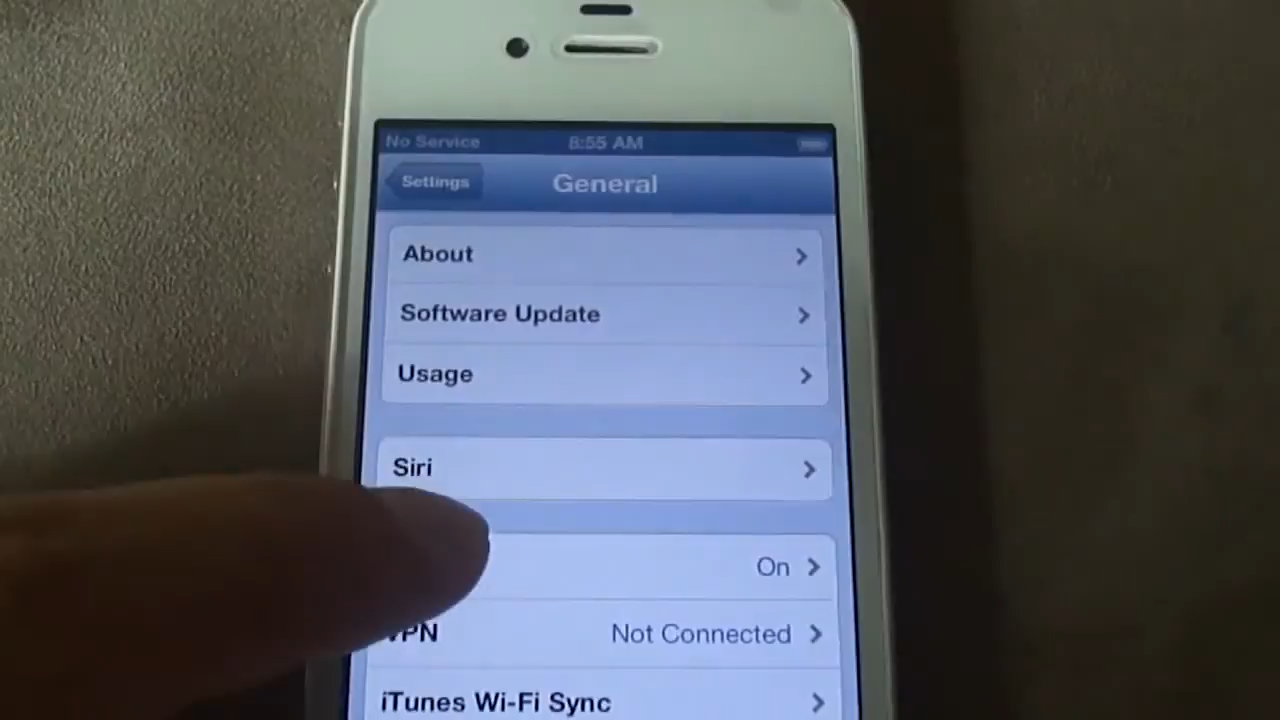 No Service 8:55 AM
Settings General
About
Software Update
Usage
Siri
On
VPN Not Connected
iTunes Wi-Fi Sync